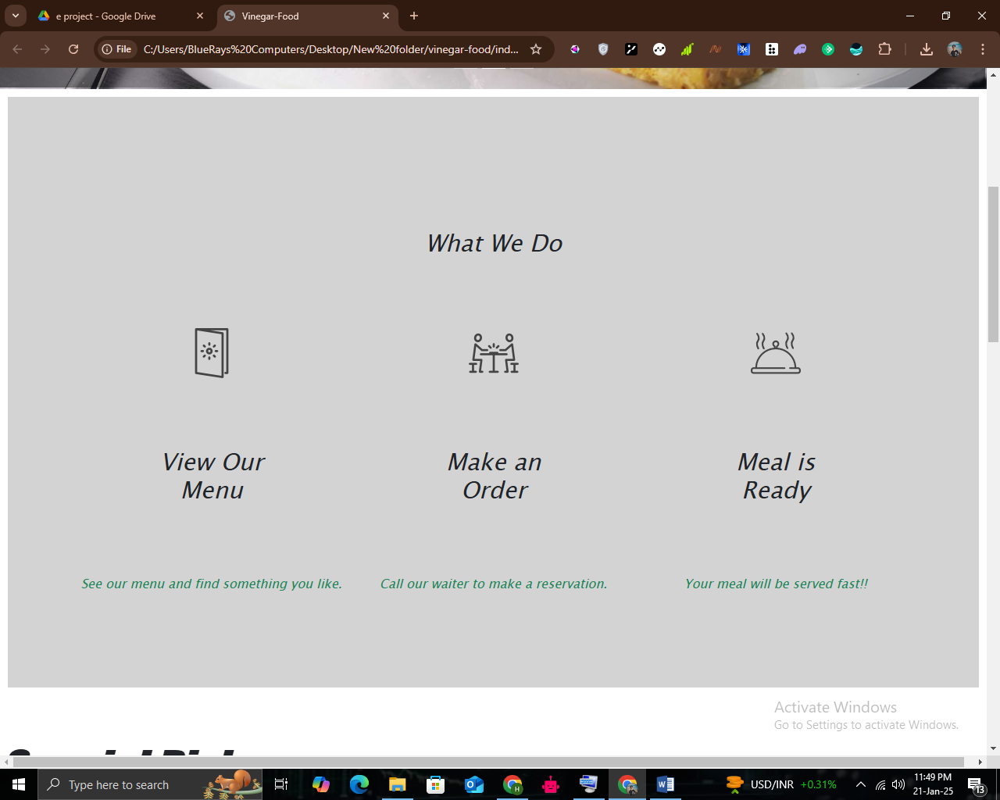 e project - Google Drive
Vinegar-Food
File
C:/Users/BlueRays%20Computers/Desktop/New%20folder/vinegar-food/ind...
What We Do
View Our
Menu
Make an
Order
Meal is
Ready
See our menu and find something you like.
Call our waiter to make a reservation.
Your meal will be served fast!!
Activate Windows
Go to Settings to activate Windows.
Type here to search
USD/INR +0.31%
11:49 PM
21-Jan-25
13